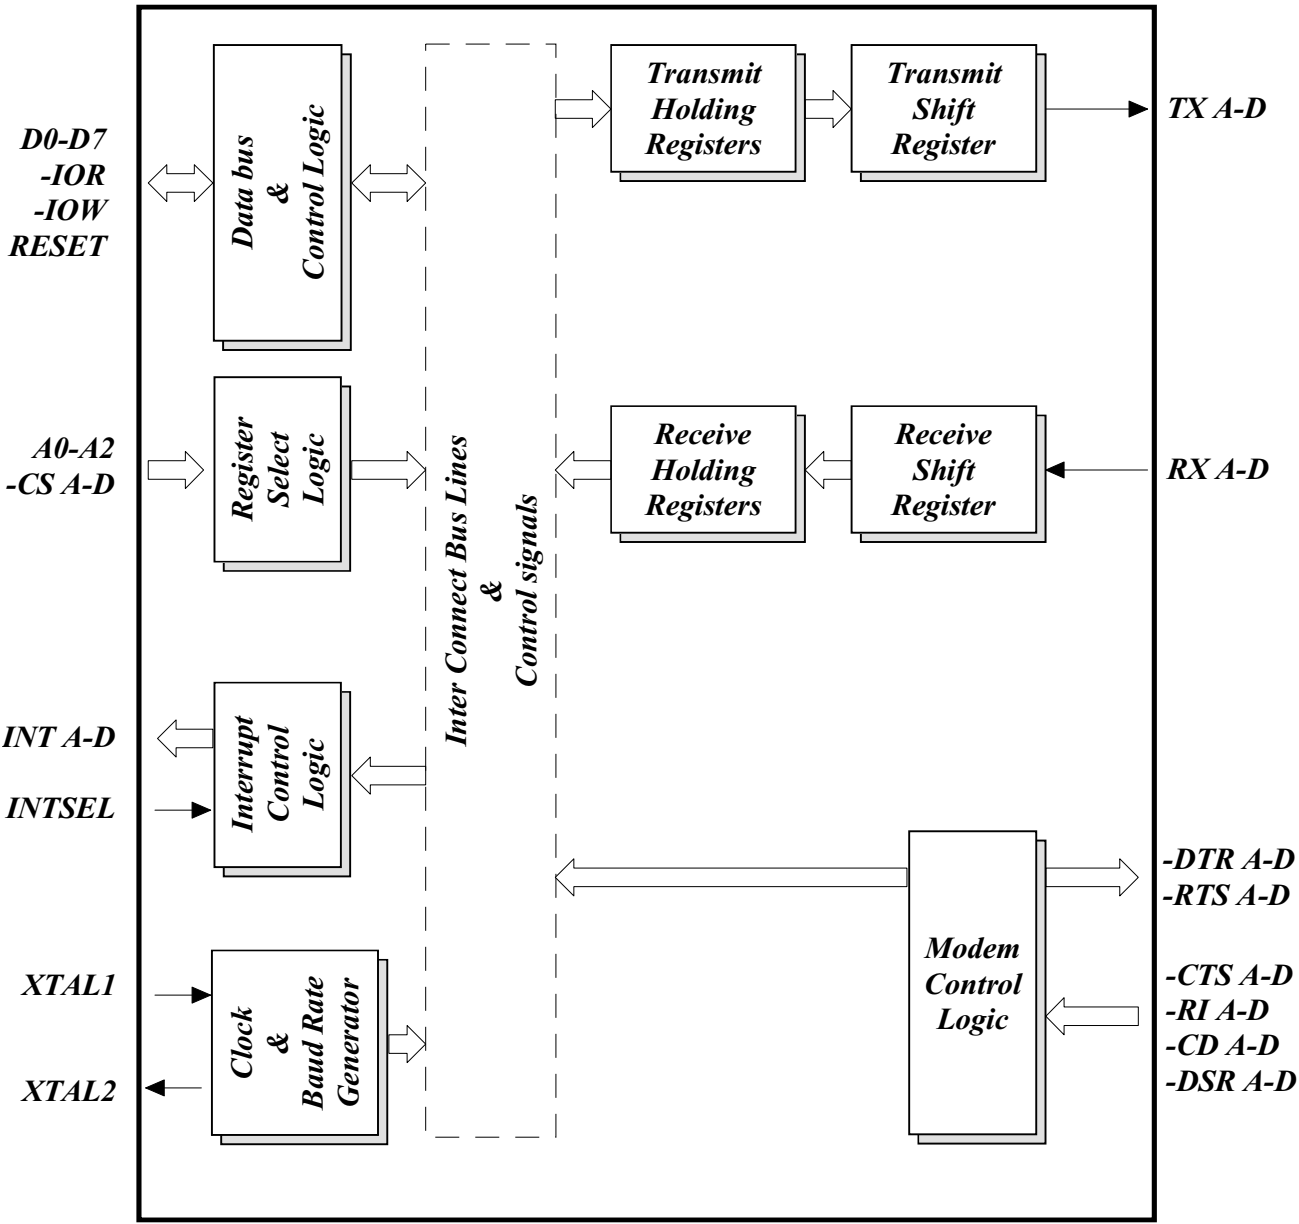 D0-D7
-IOR
-IOW
RESET
Data bus
&
Control Logic
A0-A2
-CS A-D
Register
Select
Logic
INT A-D
INTSEL
Interrupt
Control
Logic
XTAL1
XTAL2
Clock
&
Baud Rate
Generator
Inter Connect Bus Lines
&
Control signals
Transmit
Holding
Registers
Transmit
Shift
Register
TX A-D
Receive
Holding
Registers
Receive
Shift
Register
RX A-D
Modem
Control
Logic
-DTR A-D
-RTS A-D
-CTS A-D
-RI A-D
-CD A-D
-DSR A-D